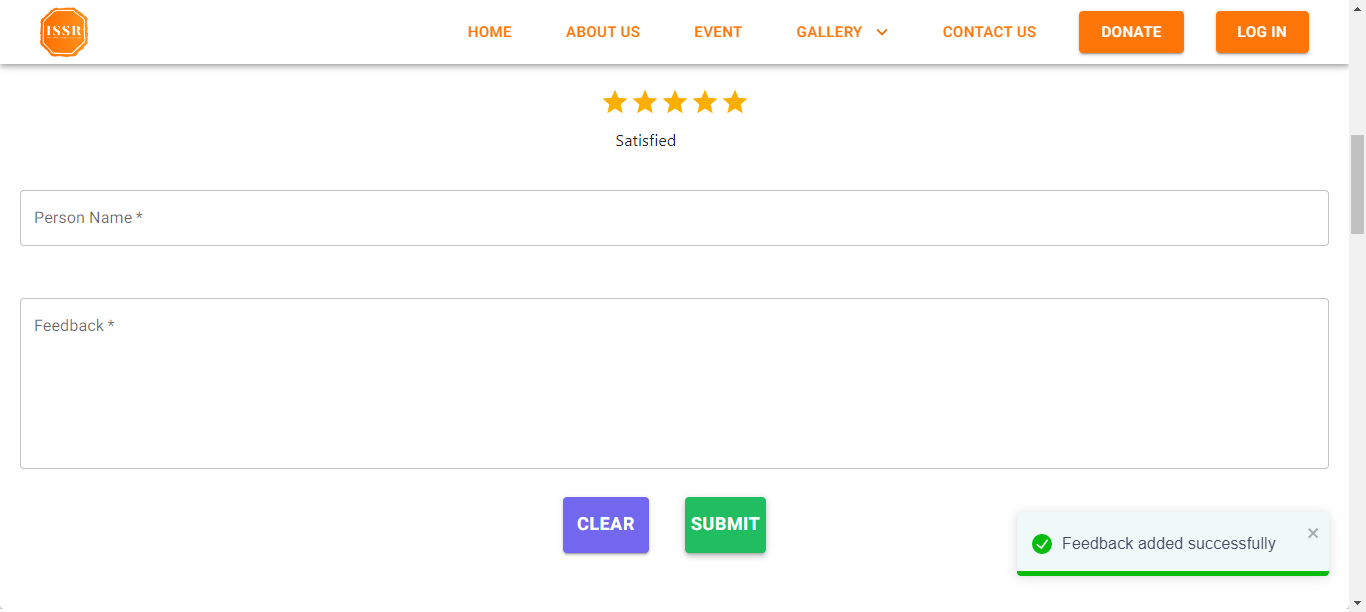 ISSR
HOME ABOUT US EVENT GALLERY CONTACT US DONATE LOG IN
Satisfied
Person Name *
Feedback *
CLEAR SUBMIT
Feedback added successfully